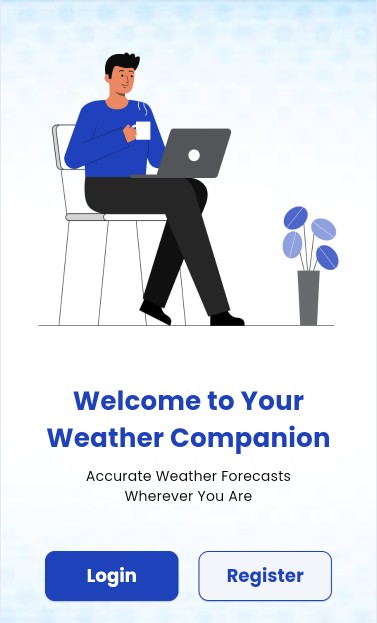 Welcome to Your
Weather Companion
Accurate Weather Forecasts
Wherever You Are
Login
Register